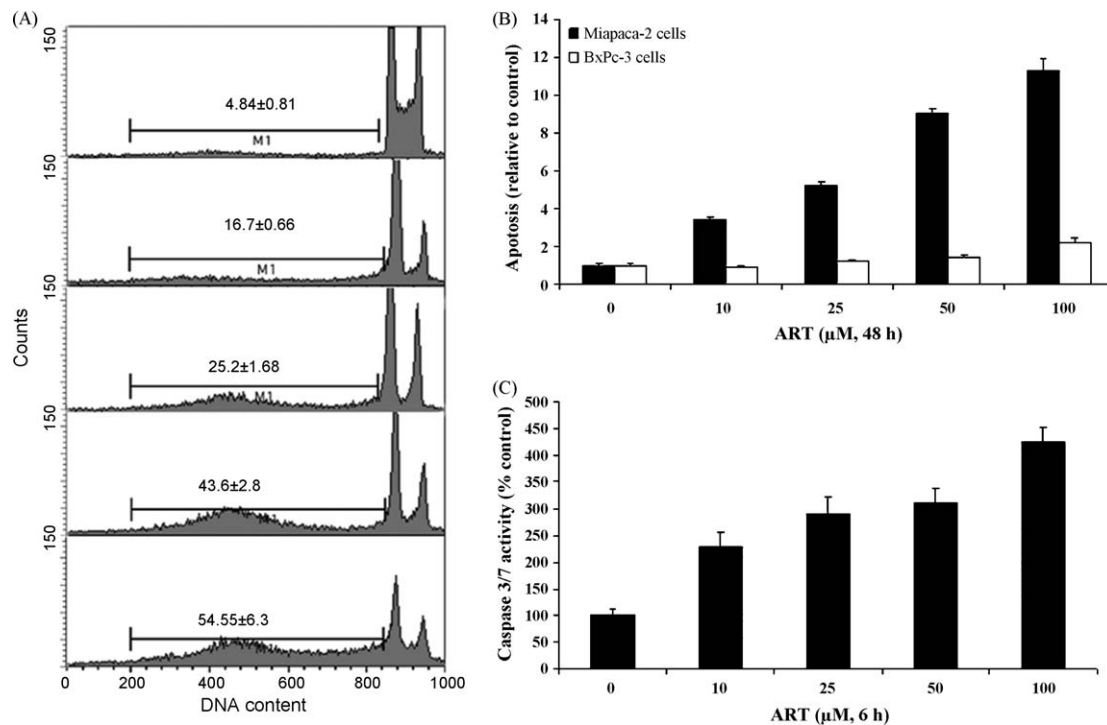 (A)
150
4.84±0.81
M1
150
16.7±0.66
M1
150
25.2±1.68
M1
150
43.6±2.8
M1
150
54.55±6.3
Counts
0 200 400 600 800 1000
DNA content
(B)
Miapaca-2 cells
BxPc-3 cells
14
12
10
8
6
4
2
0
Apotosis (relative to control)
0 10 25 50 100
ART (µM, 48 h)
(C)
500
450
400
350
300
250
200
150
100
50
0
Caspase 3/7 activity (% control)
0 10 25 50 100
ART (µM, 6 h)